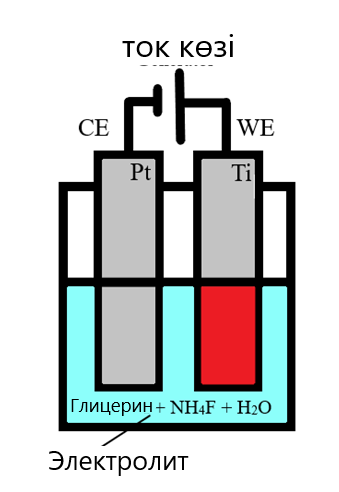 ток көзі
CE
WE
Pt
Ti
Глицерин + NH₄F + H₂O
Электролит